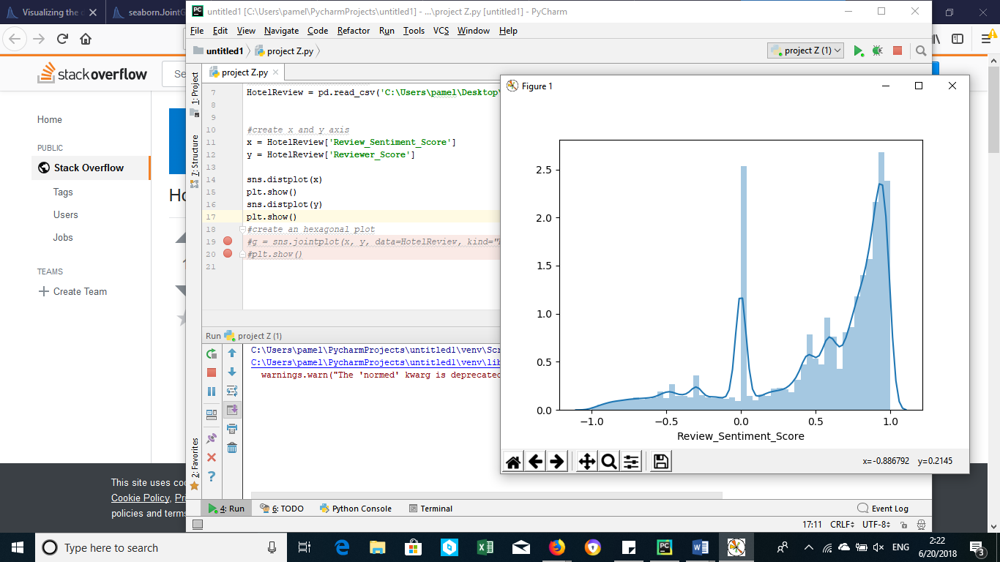 Visualizing the
seaborn.JointG
untitled1 [C:\Users\pamel\PycharmProjects\untitled1] - ...\project Z.py [untitled1] - PyCharm
File Edit View Navigate Code Refactor Run Tools VCS Window Help
untitled1 project Z.py
project Z (1)
stackoverflow
Se
1: Project
project Z.py
7 HotelReview = pd.read_csv('C:\Users\pamel\Desktop\
8
9
10 #create x and y axis
11 x = HotelReview['Review_Sentiment_Score']
12 y = HotelReview['Reviewer_Score']
13
14 sns.distplot(x)
15 plt.show()
16 sns.distplot(y)
17 plt.show()
18 #create an hexagonal plot
19 #g = sns.jointplot(x, y, data=HotelReview, kind="
20 #plt.show()
21
7: Structure
Home
PUBLIC
Stack Overflow
Tags
Users
Jobs
TEAMS
Create Team
Ho
Run project Z (1)
C:\Users\pamel\PycharmProjects\untitled1\venv\Scr
C:\Users\pamel\PycharmProjects\untitled1\venv\lib
warnings.warn("The 'normed' kwarg is deprecated
2: Favorites
Figure 1
2.5
2.0
1.5
1.0
0.5
0.0
−1.0 −0.5 0.0 0.5 1.0
Review_Sentiment_Score
x=-0.886792 y=0.2145
This site uses coo
Cookie Policy, Pri
policies and terms
4: Run 6: TODO Python Console Terminal Event Log
17:11 CRLF UTF-8
Type here to search
ENG
2:22
6/20/2018
3